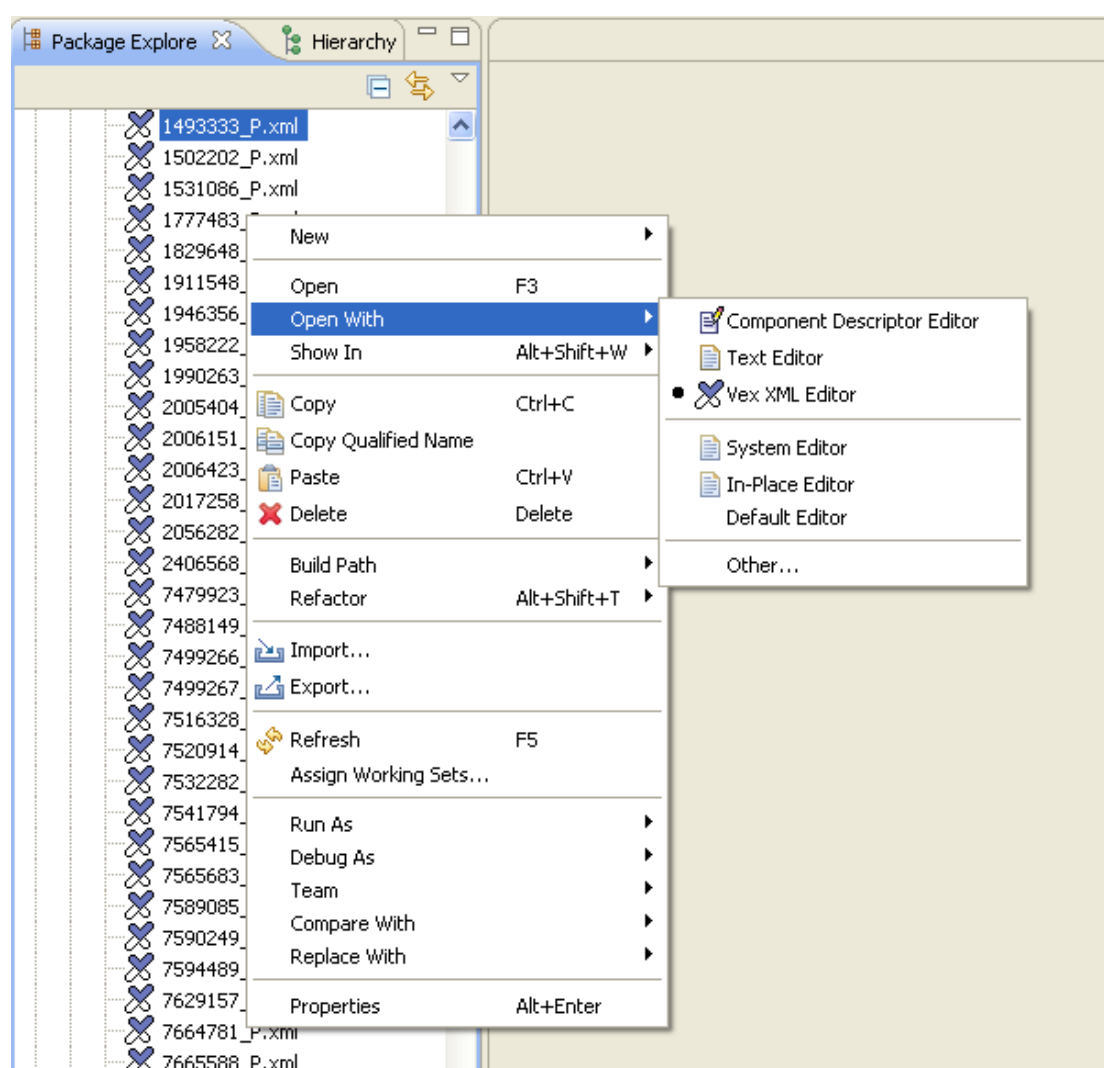 Package Explore
Hierarchy
1493333_P.xml
1502202_P.xml
1531086_P.xml
1777483_
1829648_
1911548_
1946356_
1958222_
1990263_
2005404_
2006151_
2006423_
2017258_
2056282_
2406568_
7479923_
7488149_
7499266_
7499267_
7516328_
7520914_
7532282_
7541794_
7565415_
7565683_
7589085_
7590249_
7594489_
7629157_
7664781_P.xml
7665588_P.xml
New
Open F3
Open With
Show In Alt+Shift+W
Copy Ctrl+C
Copy Qualified Name
Paste Ctrl+V
Delete Delete
Build Path
Refactor Alt+Shift+T
Import...
Export...
Refresh F5
Assign Working Sets...
Run As
Debug As
Team
Compare With
Replace With
Properties Alt+Enter
Component Descriptor Editor
Text Editor
Vex XML Editor
System Editor
In-Place Editor
Default Editor
Other...